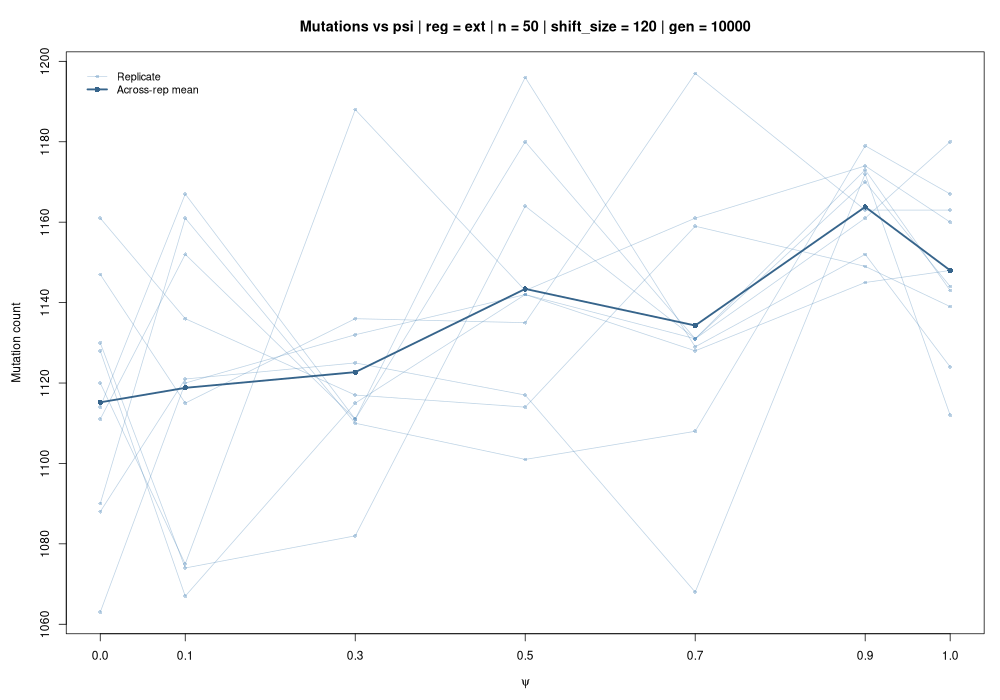 Mutations vs psi | reg = ext | n = 50 | shift_size = 120 | gen = 10000
Replicate
Across-rep mean
Mutation count
1200
1180
1160
1140
1120
1100
1080
1060
0.0 0.1 0.3 0.5 0.7 0.9 1.0
ψ